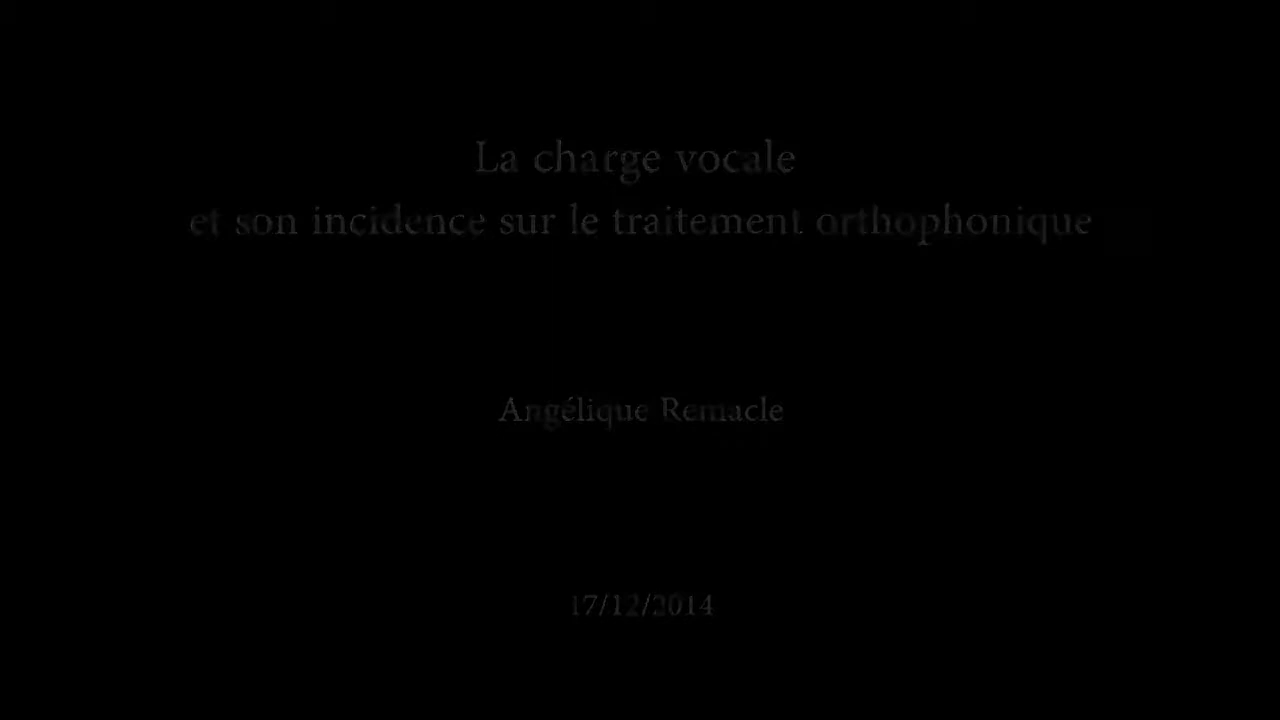 La charge vocale
et son incidence sur le traitement orthophonique
Angélique Remacle
17/12/2014